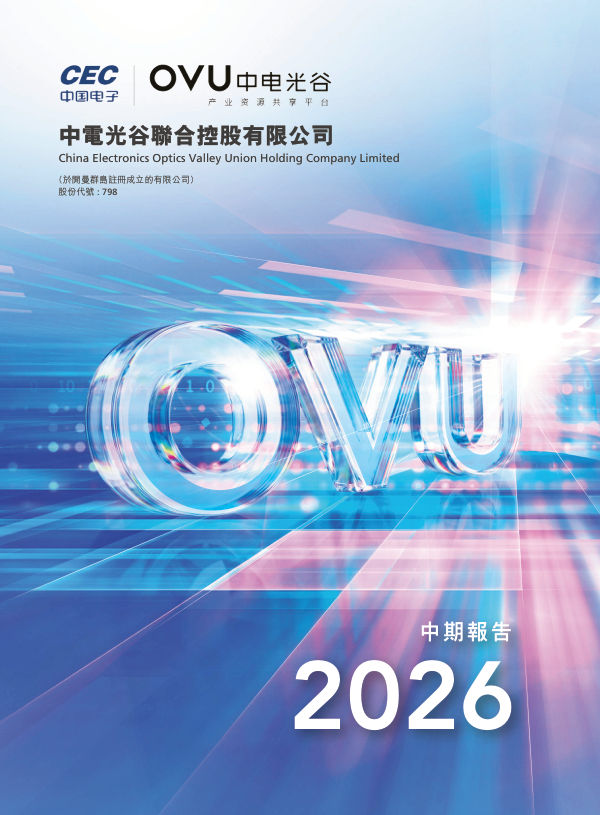 CEC
中国电子
OVU中电光谷
产业资源共享平台
中電光谷聯合控股有限公司
China Electronics Optics Valley Union Holding Company Limited
（於開曼群島註冊成立的有限公司）
股份代號：798
1.0
OVU
中期報告
2026